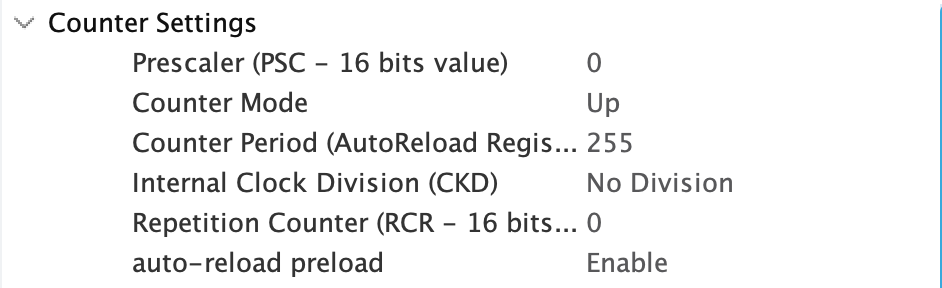 Counter Settings
Prescaler (PSC - 16 bits value) 0
Counter Mode Up
Counter Period (AutoReload Regis... 255
Internal Clock Division (CKD) No Division
Repetition Counter (RCR - 16 bits... 0
auto-reload preload Enable